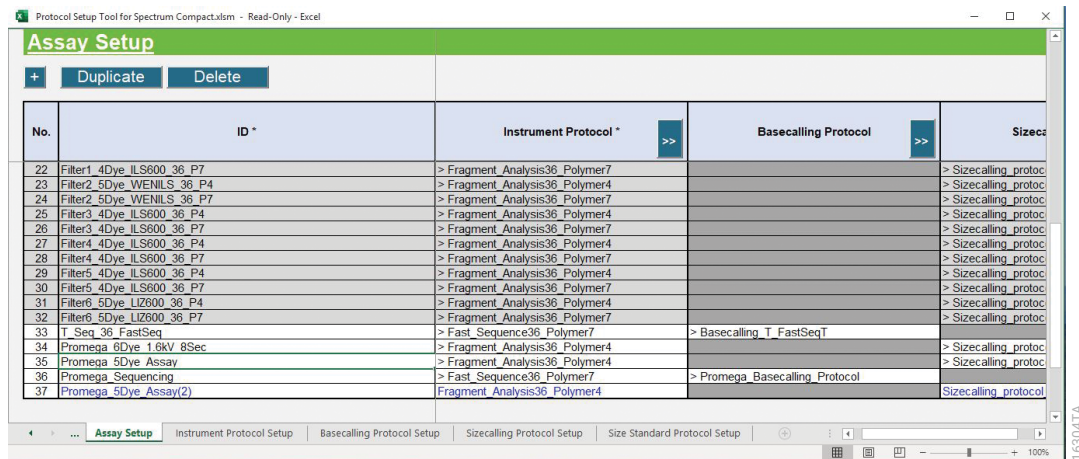 Protocol Setup Tool for Spectrum Compact.xlsm - Read-Only - Excel
Assay Setup
+ Duplicate Delete
No. ID * Instrument Protocol * >> Basecalling Protocol >> Sizeca
22 Filter1_4Dye_ILS600_36_P7 > Fragment_Analysis36_Polymer7 > Sizecalling_protoc
23 Filter2_5Dye_WENILS_36_P4 > Fragment_Analysis36_Polymer4 > Sizecalling_protoc
24 Filter2_5Dye_WENILS_36_P7 > Fragment_Analysis36_Polymer7 > Sizecalling_protoc
25 Filter3_4Dye_ILS600_36_P4 > Fragment_Analysis36_Polymer4 > Sizecalling_protoc
26 Filter3_4Dye_ILS600_36_P7 > Fragment_Analysis36_Polymer7 > Sizecalling_protoc
27 Filter4_4Dye_ILS600_36_P4 > Fragment_Analysis36_Polymer4 > Sizecalling_protoc
28 Filter4_4Dye_ILS600_36_P7 > Fragment_Analysis36_Polymer7 > Sizecalling_protoc
29 Filter5_4Dye_ILS600_36_P4 > Fragment_Analysis36_Polymer4 > Sizecalling_protoc
30 Filter5_4Dye_ILS600_36_P7 > Fragment_Analysis36_Polymer7 > Sizecalling_protoc
31 Filter6_5Dye_LIZ600_36_P4 > Fragment_Analysis36_Polymer4 > Sizecalling_protoc
32 Filter6_5Dye_LIZ600_36_P7 > Fragment_Analysis36_Polymer7 > Sizecalling_protoc
33 T_Seq_36_FastSeq > Fast_Sequence36_Polymer7 > Basecalling_T_FastSeqT
34 Promega_6Dye_1.6kV_8Sec > Fragment_Analysis36_Polymer4 > Sizecalling_protoc
35 Promega_5Dye_Assay > Fragment_Analysis36_Polymer4 > Sizecalling_protoc
36 Promega_Sequencing > Fast_Sequence36_Polymer7 > Promega_Basecalling_Protocol
37 Promega_5Dye_Assay(2) Fragment_Analysis36_Polymer4 Sizecalling_protocol
... Assay Setup Instrument Protocol Setup Basecalling Protocol Setup Sizecalling Protocol Setup Size Standard Protocol Setup
100%
16304TA